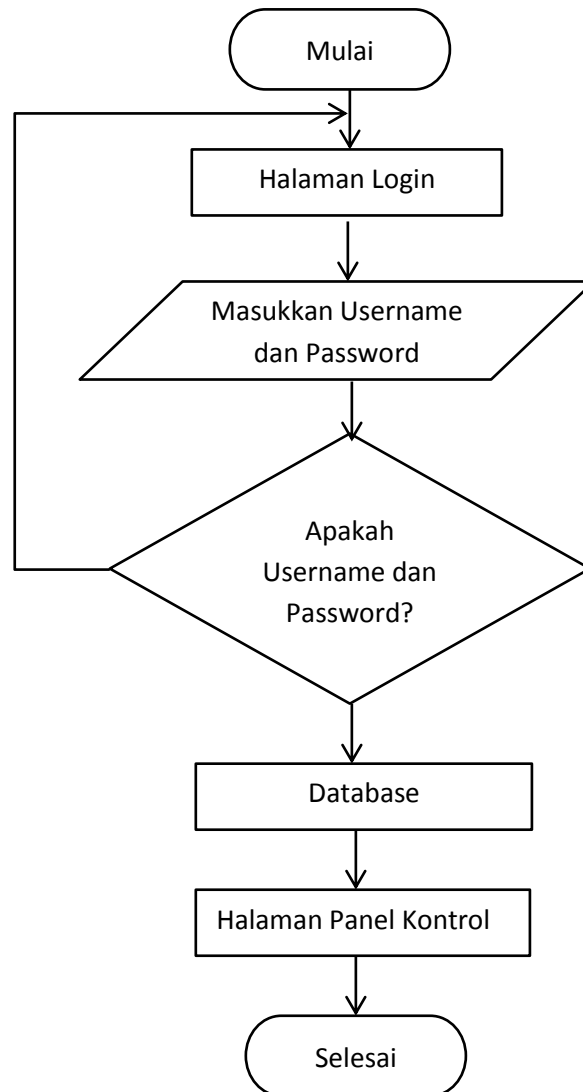 Mulai
Halaman Login
Masukkan Username
dan Password
Apakah
Username dan
Password?
Database
Halaman Panel Kontrol
Selesai